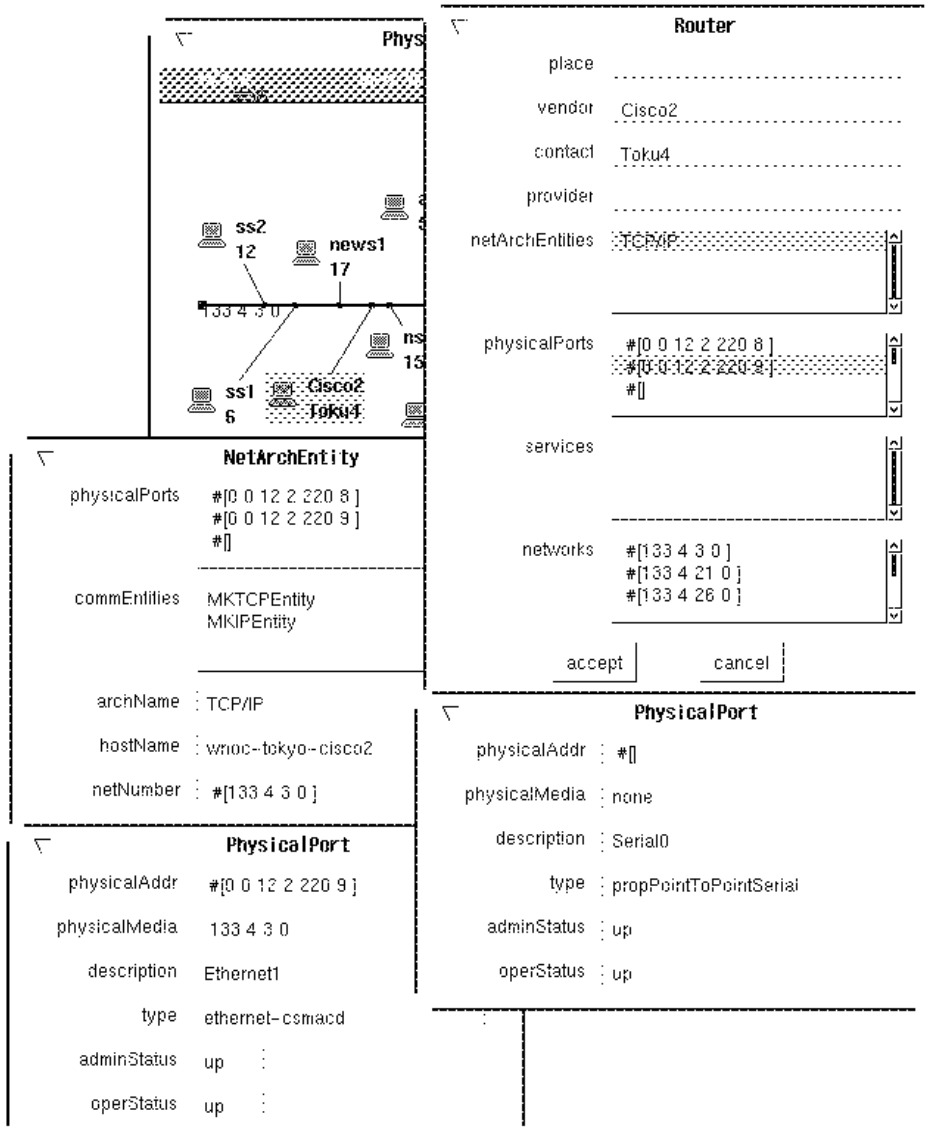 Phys
ss2
12
news1
17
133 4 3 0
ns
15
ss1
6
Cisco2
Toku4
Router
place
vendor Cisco2
contact Toku4
provider
netArchEntities TCP/IP
physicalPorts #[0 0 12 2 220 8 ]
#[0 0 12 2 220 9 ]
#[]
services
networks #[133 4 3 0 ]
#[133 4 21 0 ]
#[133 4 26 0 ]
accept cancel
NetArchEntity
physicalPorts #[0 0 12 2 220 8 ]
#[0 0 12 2 220 9 ]
#[]
commEntities MKTCPEntity
MKIPEntity
archName TCP/IP
hostName wnoc-tokyo-cisco2
netNumber #[133 4 3 0 ]
PhysicalPort
physicalAddr #[]
physicalMedia none
description Serial0
type propPointToPointSerial
adminStatus up
operStatus up
PhysicalPort
physicalAddr #[0 0 12 2 220 9 ]
physicalMedia 133 4 3 0
description Ethernet1
type ethernet-csmacd
adminStatus up
operStatus up